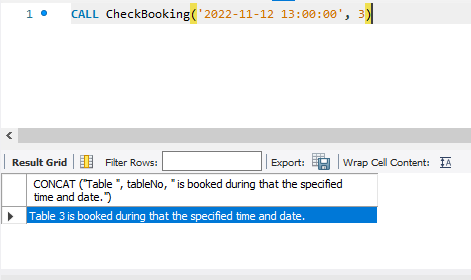 1 CALL CheckBooking('2022-11-12 13:00:00', 3)
Result Grid Filter Rows: Export: Wrap Cell Content:
CONCAT ("Table ", tableNo, " is booked during that the specified
time and date.")
Table 3 is booked during that the specified time and date.